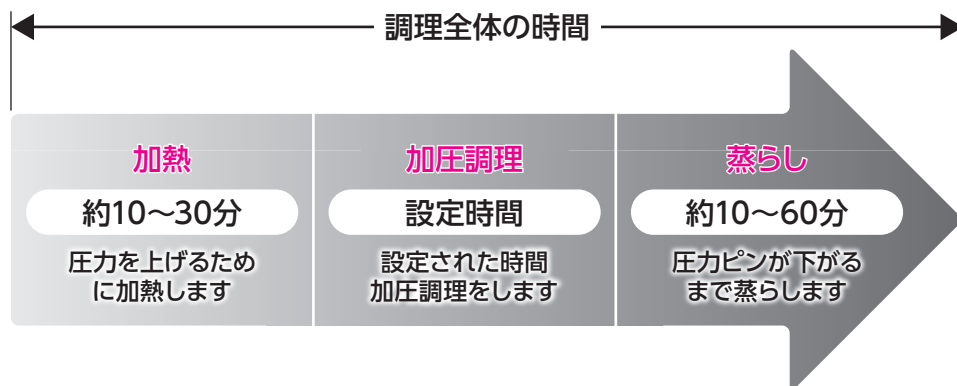 調理全体の時間
加熱
約10～30分
圧力を上げるため
に加熱します
加圧調理
設定時間
設定された時間
加圧調理をします
蒸らし
約10～60分
圧力ピンが下がる
まで蒸らします